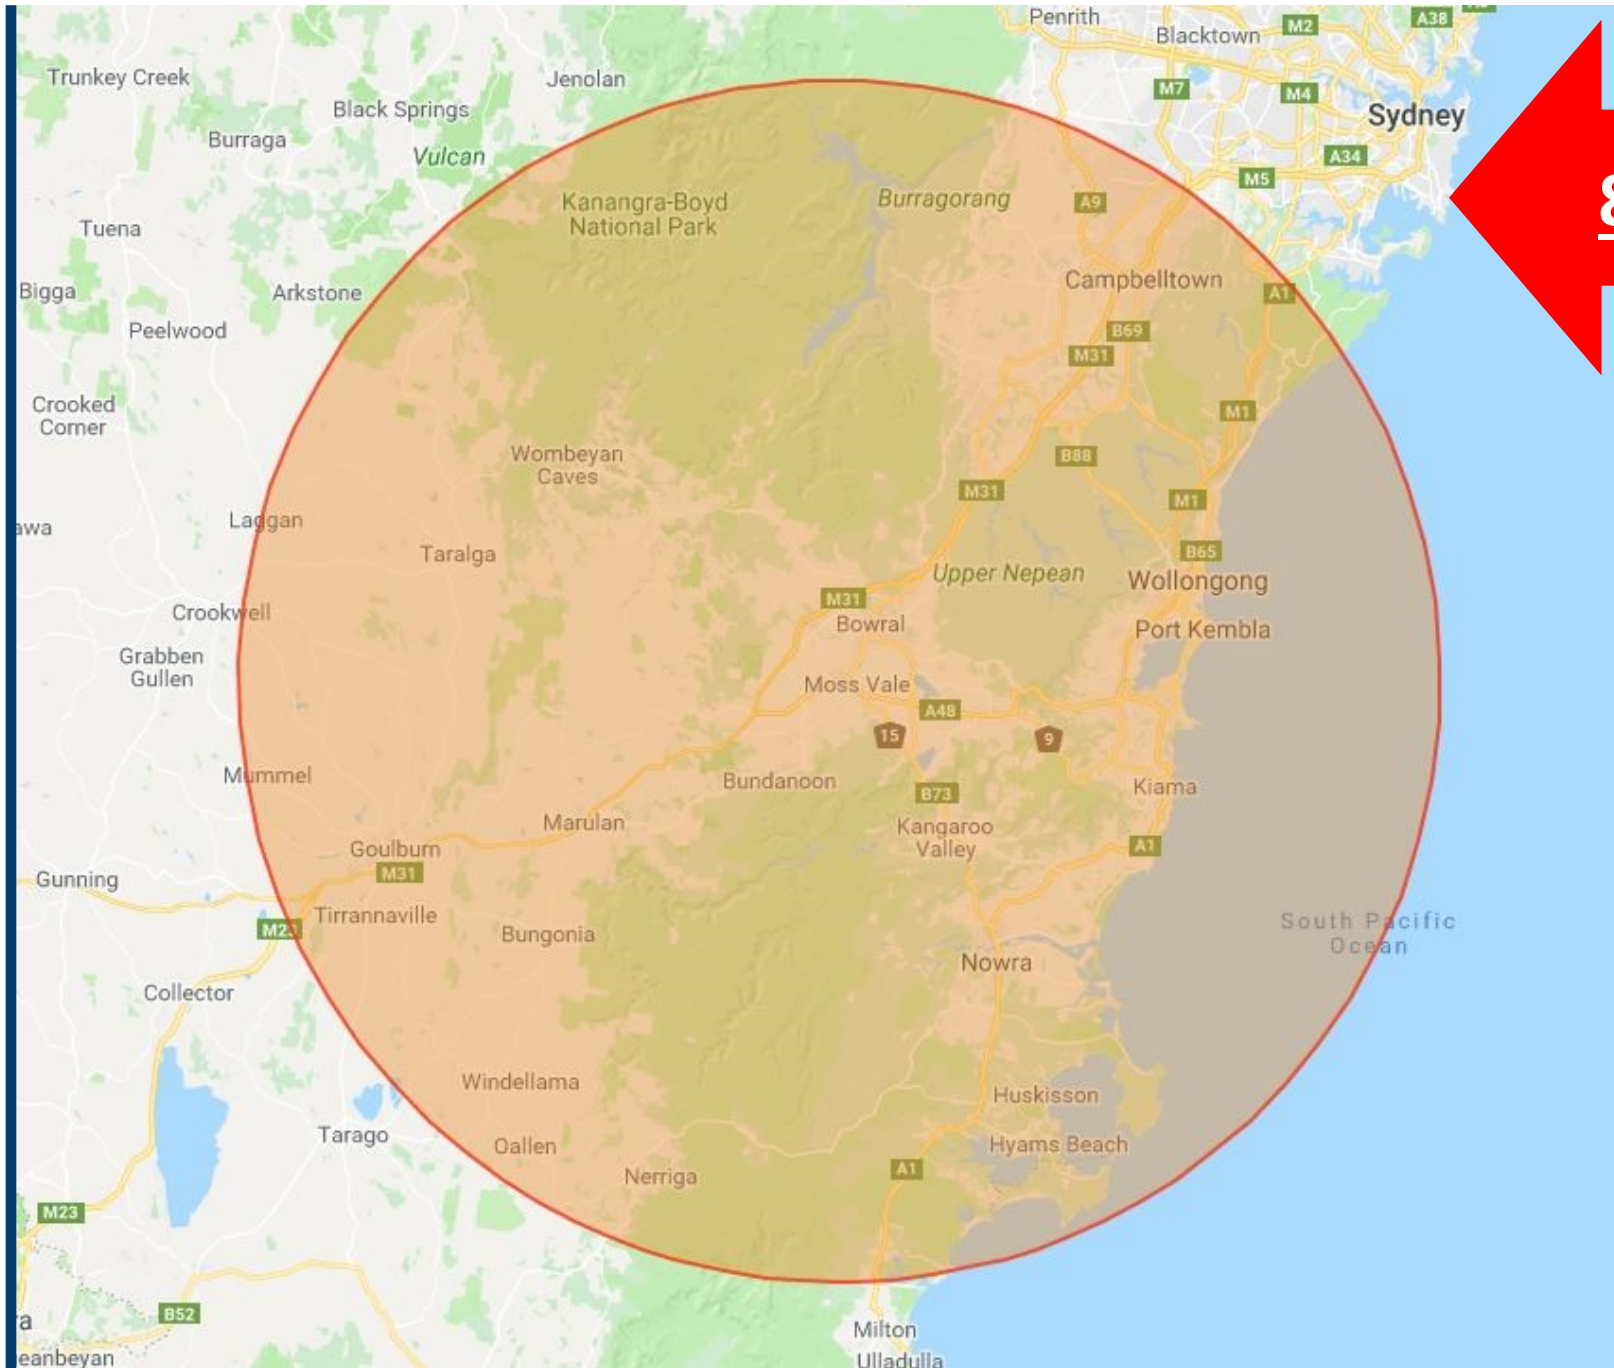 Penrith
Blacktown
M2
A38
Trunkey Creek
Jenolan
M7
M4
Black Springs
Sydney
Burraga
Vulcan
A34
M5
8
Kanangra-Boyd
National Park
Burragorang
A9
Tuena
Campbelltown
Bigga
Arkstone
A1
Peelwood
B69
M31
Crooked
Corner
M1
Wombeyan
Caves
B88
M31
M1
Laggan
awa
Taralga
B65
Upper Nepean
Wollongong
M31
Crookwell
Bowral
Port Kembla
Grabben
Gullen
Moss Vale
A48
15
9
Mummel
Bundanoon
Kiama
B73
Marulan
Kangaroo
Valley
Goulburn
A1
M31
Gunning
Tirrannaville
South Pacific
Ocean
Bungonia
Nowra
Collector
Windellama
Huskisson
Tarago
Oallen
Hyams Beach
Nerriga
A1
M23
B52
ra
Milton
eanbeyan
Ulladulla